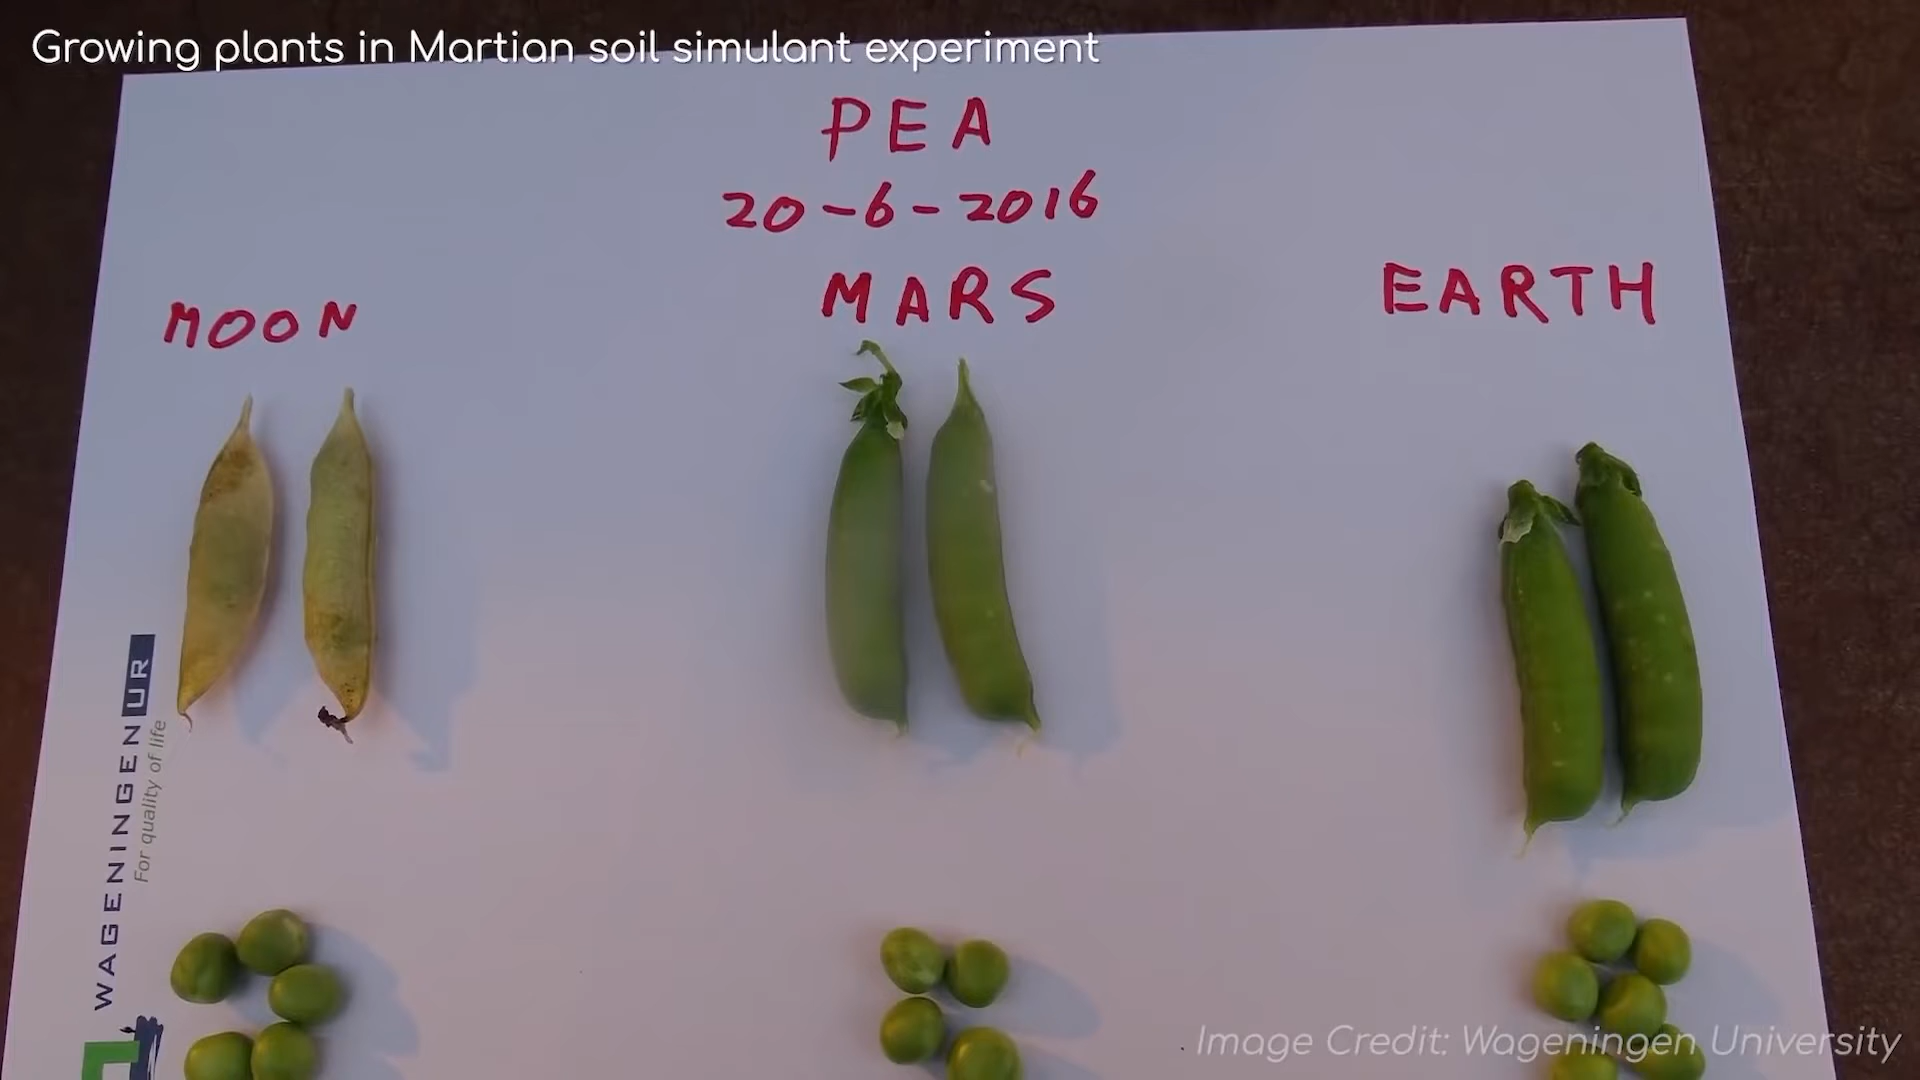 Growing plants in Martian soil simulant experiment
PEA
20-6-2016
MOON
MARS
EARTH
WAGENINGEN UR
For quality of life
Image Credit: Wageningen University